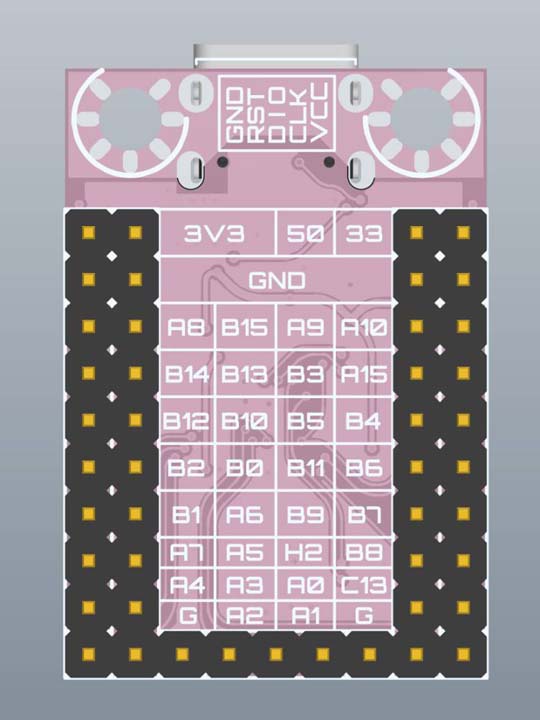 GND
RST
DIO
CLK
VCC
3V3 50 33
GND
A8 B15 A9 A10
B14 B13 B3 A15
B12 B10 B5 B4
B2 B0 B11 B6
B1 A6 B9 B7
A7 A5 H2 B8
A4 A3 A0 C13
G A2 A1 G